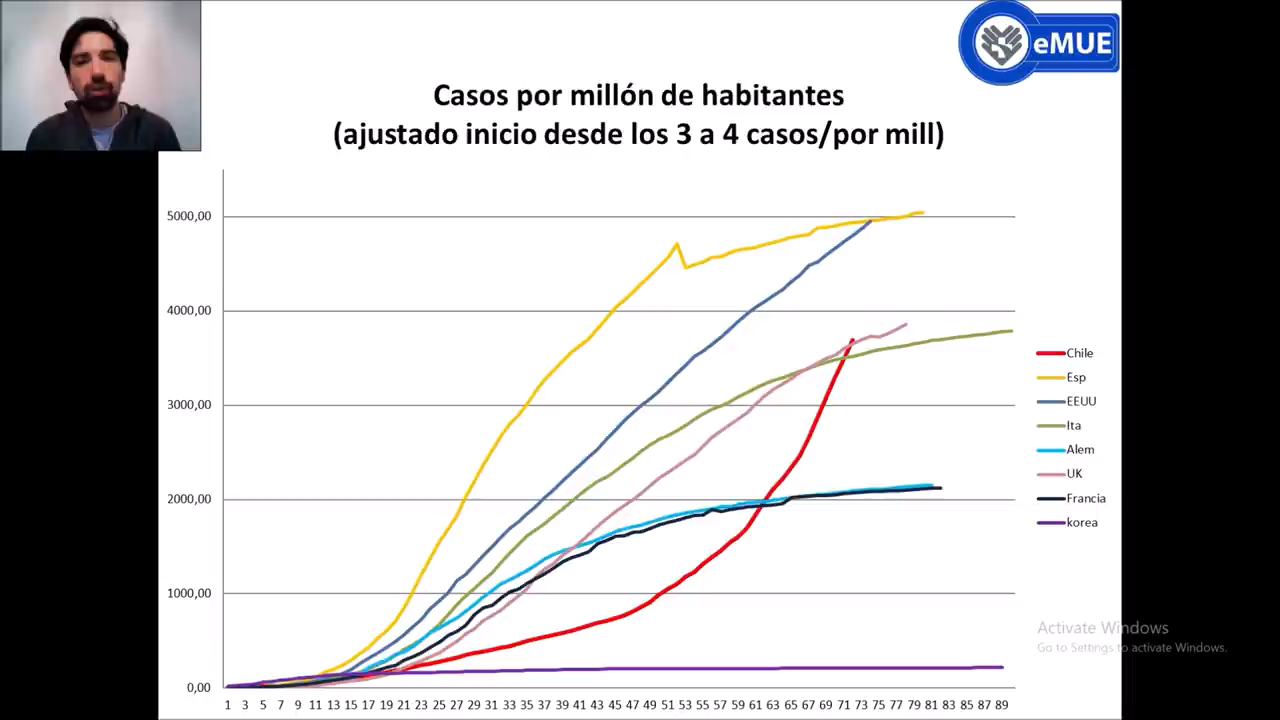 eMUE
Casos por millón de habitantes
(ajustado inicio desde los 3 a 4 casos/por mill)
5000,00
4000,00
3000,00
2000,00
1000,00
0,00
1 3 5 7 9 11 13 15 17 19 21 23 25 27 29 31 33 35 37 39 41 43 45 47 49 51 53 55 57 59 61 63 65 67 69 71 73 75 77 79 81 83 85 87 89
Chile
Esp
EEUU
Ita
Alem
UK
Francia
korea
Activate Windows
Go to Settings to activate Windows.